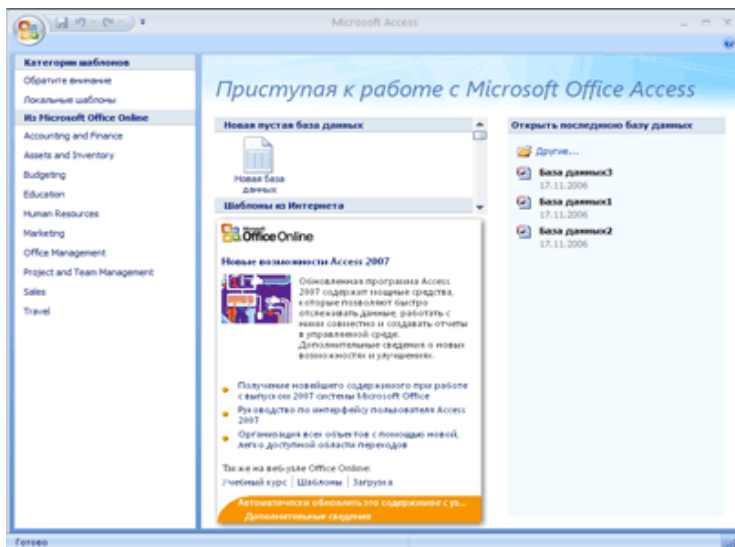 Microsoft Access
Категории шаблонов
Обратите внимание
Локальные шаблоны
Из Microsoft Office Online
Accounting and Finance
Assets and Inventory
Budgeting
Education
Human Resources
Marketing
Office Management
Project and Team Management
Sales
Travel
Приступая к работе с Microsoft Office Access
Новая пустая база данных
Новая база
данных
Шаблоны из Интернета
Microsoft
Office Online
Новые возможности Access 2007
Обновленная программа Access
2007 содержит мощные средства,
которые позволяют быстро
отслеживать данные, работать с
ними совместно и создавать отчеты
в управляемой среде.
Дополнительные сведения о новых
возможностях и улучшениях.
Получение новейшего содержимого при работе
с выпуском 2007 системы Microsoft Office
Руководство по интерфейсу пользователя Access
2007
Организация всех объектов с помощью новой,
легко доступной области переходов
Также на веб-узле Office Online:
Учебный курс | Шаблоны | Загрузка
Автоматически обновлять это содержимое с уз...
Дополнительные сведения
Открыть последнюю базу данных
Другие...
База данных3
17.11.2006
База данных1
17.11.2006
База данных2
17.11.2006
Готово